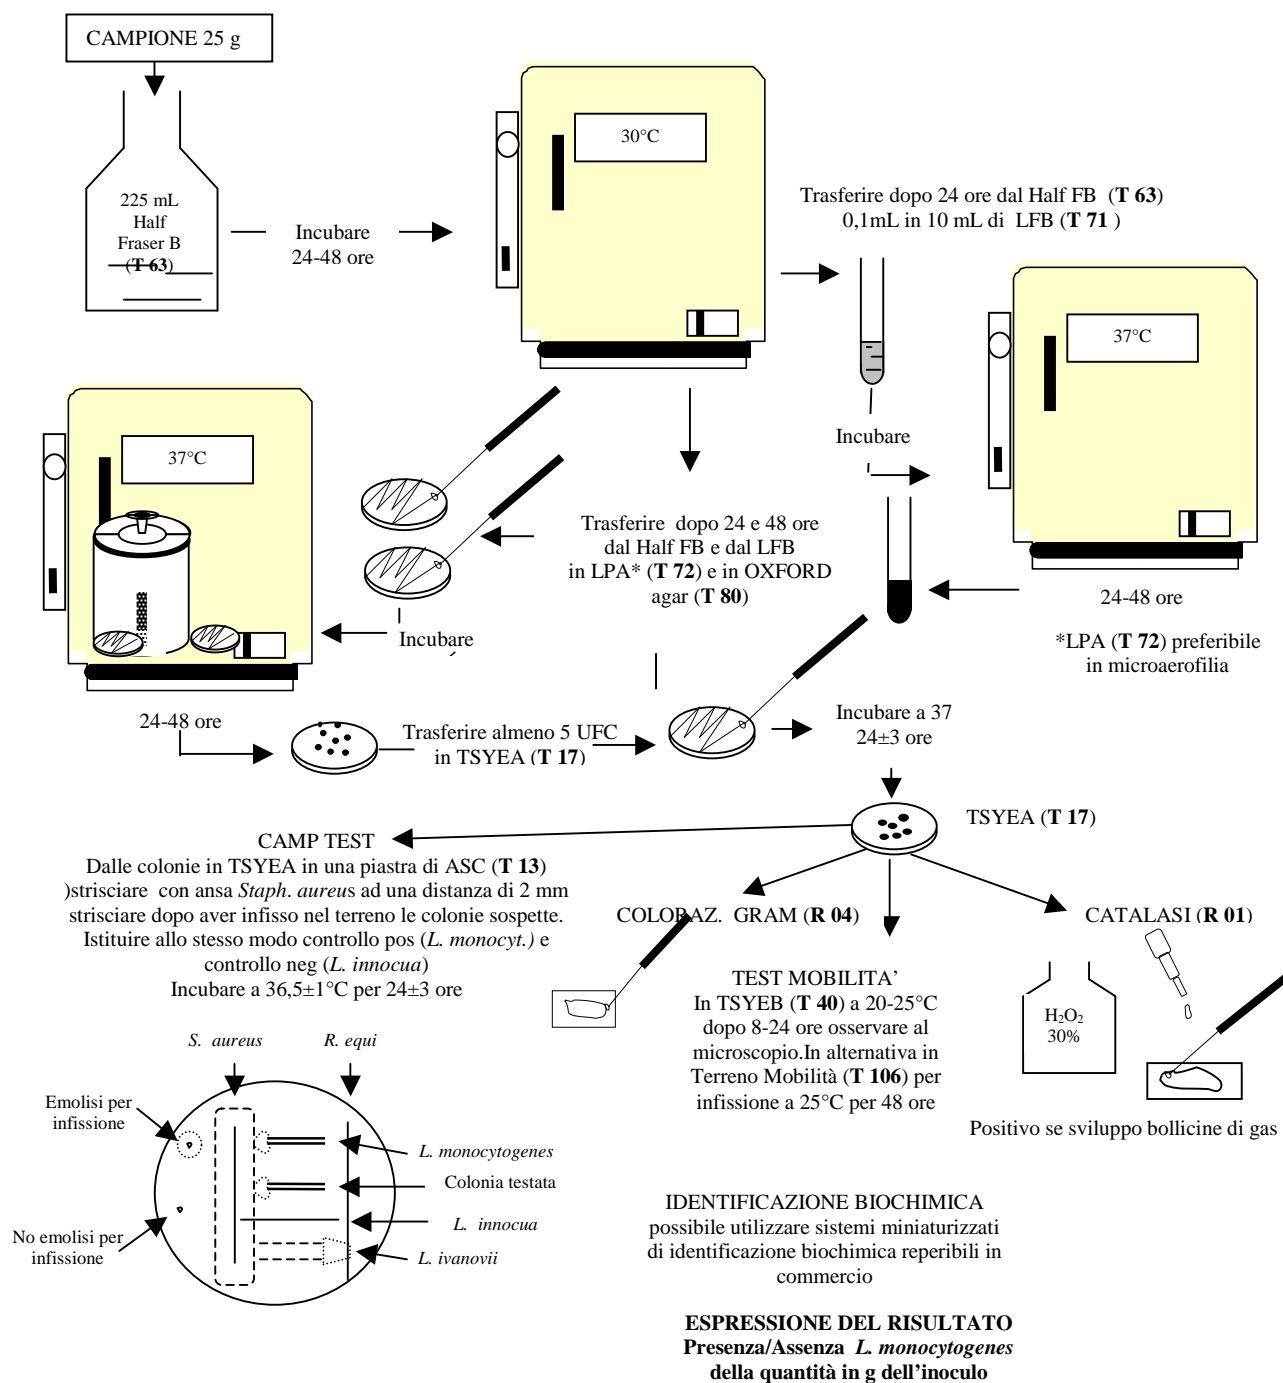 CAMPIONE 25 g
30°C
225 mL
Half
Fraser B
(T 63)
Incubare
24-48 ore
Trasferire dopo 24 ore dal Half FB (T 63)
0,1mL in 10 mL di LFB (T 71 )
37°C
Incubare
37°C
Trasferire dopo 24 e 48 ore
dal Half FB e dal LFB
in LPA* (T 72) e in OXFORD
agar (T 80)
Incubare
24-48 ore
*LPA (T 72) preferibile
in microaerofilia
24-48 ore
Trasferire almeno 5 UFC
in TSYEA (T 17)
Incubare a 37
24±3 ore
TSYEA (T 17)
CAMP TEST
Dalle colonie in TSYEA in una piastra di ASC (T 13)
)strisciare con ansa Staph. aureus ad una distanza di 2 mm
strisciare dopo aver infisso nel terreno le colonie sospette.
Istituire allo stesso modo controllo pos (L. monocyt.) e
controllo neg (L. innocua)
Incubare a 36,5±1°C per 24±3 ore
COLORAZ. GRAM (R 04)
CATALASI (R 01)
TEST MOBILITA’
In TSYEB (T 40) a 20-25°C
dopo 8-24 ore osservare al
microscopio.In alternativa in
Terreno Mobilità (T 106) per
infissione a 25°C per 48 ore
H₂O₂
30%
Positivo se sviluppo bollicine di gas
S. aureus
R. equi
Emolisi per
infissione
L. monocytogenes
Colonia testata
L. innocua
No emolisi per
infissione
L. ivanovii
IDENTIFICAZIONE BIOCHIMICA
possibile utilizzare sistemi miniaturizzati
di identificazione biochimica reperibili in
commercio
ESPRESSIONE DEL RISULTATO
Presenza/Assenza L. monocytogenes
della quantità in g dell’inoculo